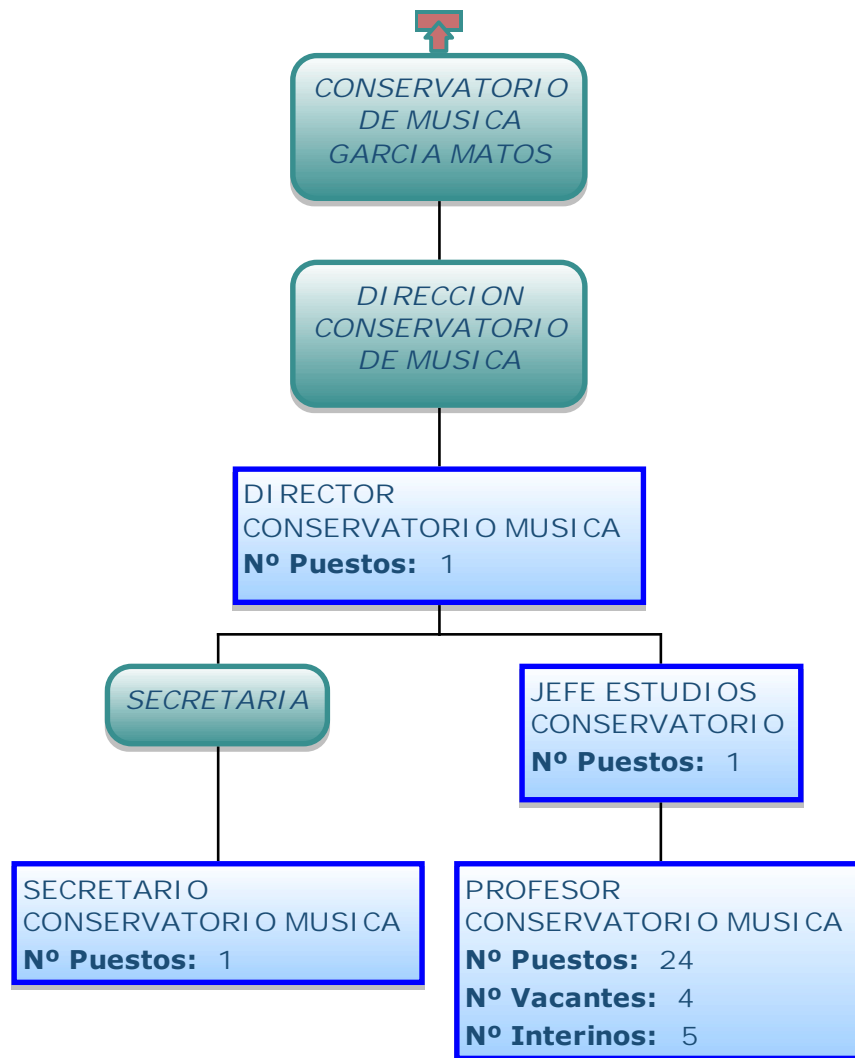 CONSERVATORIO
DE MUSICA
GARCIA MATOS
DIRECCION
CONSERVATORIO
DE MUSICA
DIRECTOR
CONSERVATORIO MUSICA
Nº Puestos: 1
SECRETARIA
JEFE ESTUDIOS
CONSERVATORIO
Nº Puestos: 1
SECRETARIO
CONSERVATORIO MUSICA
Nº Puestos: 1
PROFESOR
CONSERVATORIO MUSICA
Nº Puestos: 24
Nº Vacantes: 4
Nº Interinos: 5